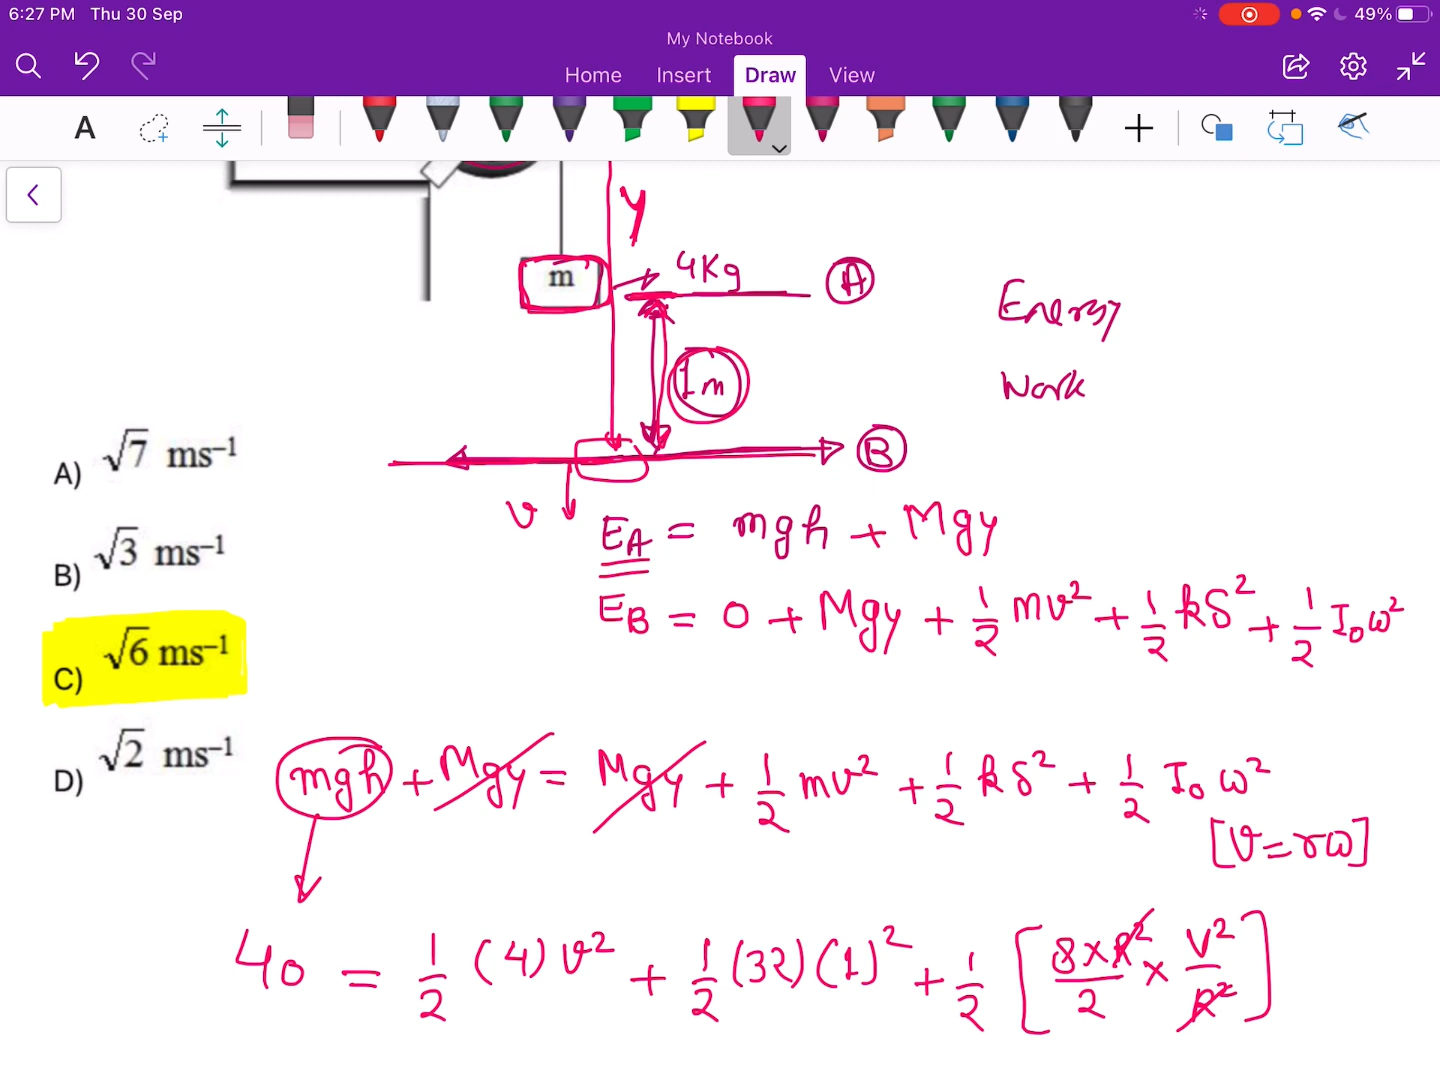 6:27 PM Thu 30 Sep
49%
My Notebook
Home Insert Draw View
A
y
m
4Kg
A
Energy
1m
Work
A) √7 ms⁻¹
B
v
E_A = mgh + Mgy
B) √3 ms⁻¹
E_B = 0 + Mgy + 1/2 mv² + 1/2 kδ² + 1/2 I₀ω²
C) √6 ms⁻¹
D) √2 ms⁻¹
mgh + Mgy = Mgy + 1/2 mv² + 1/2 kδ² + 1/2 I₀ω²
[v=rω]
40 = 1/2 (4)v² + 1/2 (32)(1)² + 1/2 [8×R²/2 × v²/R²]